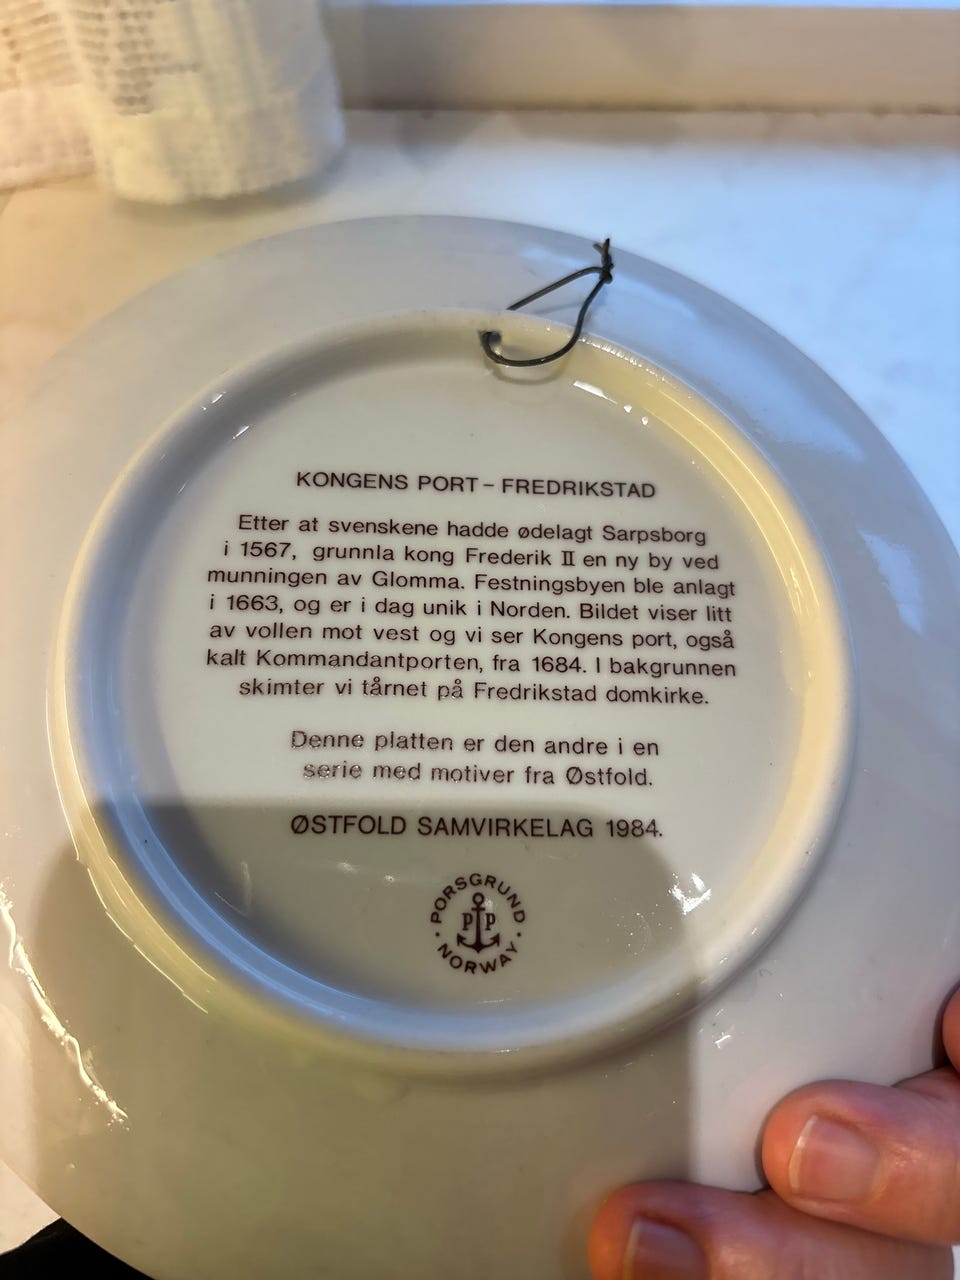 KONGENS PORT – FREDRIKSTAD
Etter at svenskene hadde ødelagt Sarpsborg
i 1567, grunnla kong Frederik II en ny by ved
munningen av Glomma. Festningsbyen ble anlagt
i 1663, og er i dag unik i Norden. Bildet viser litt
av vollen mot vest og vi ser Kongens port, også
kalt Kommandantporten, fra 1684. I bakgrunnen
skimter vi tårnet på Fredrikstad domkirke.
Denne platten er den andre i en
serie med motiver fra Østfold.
ØSTFOLD SAMVIRKELAG 1984.
PORSGRUND
P P
NORWAY